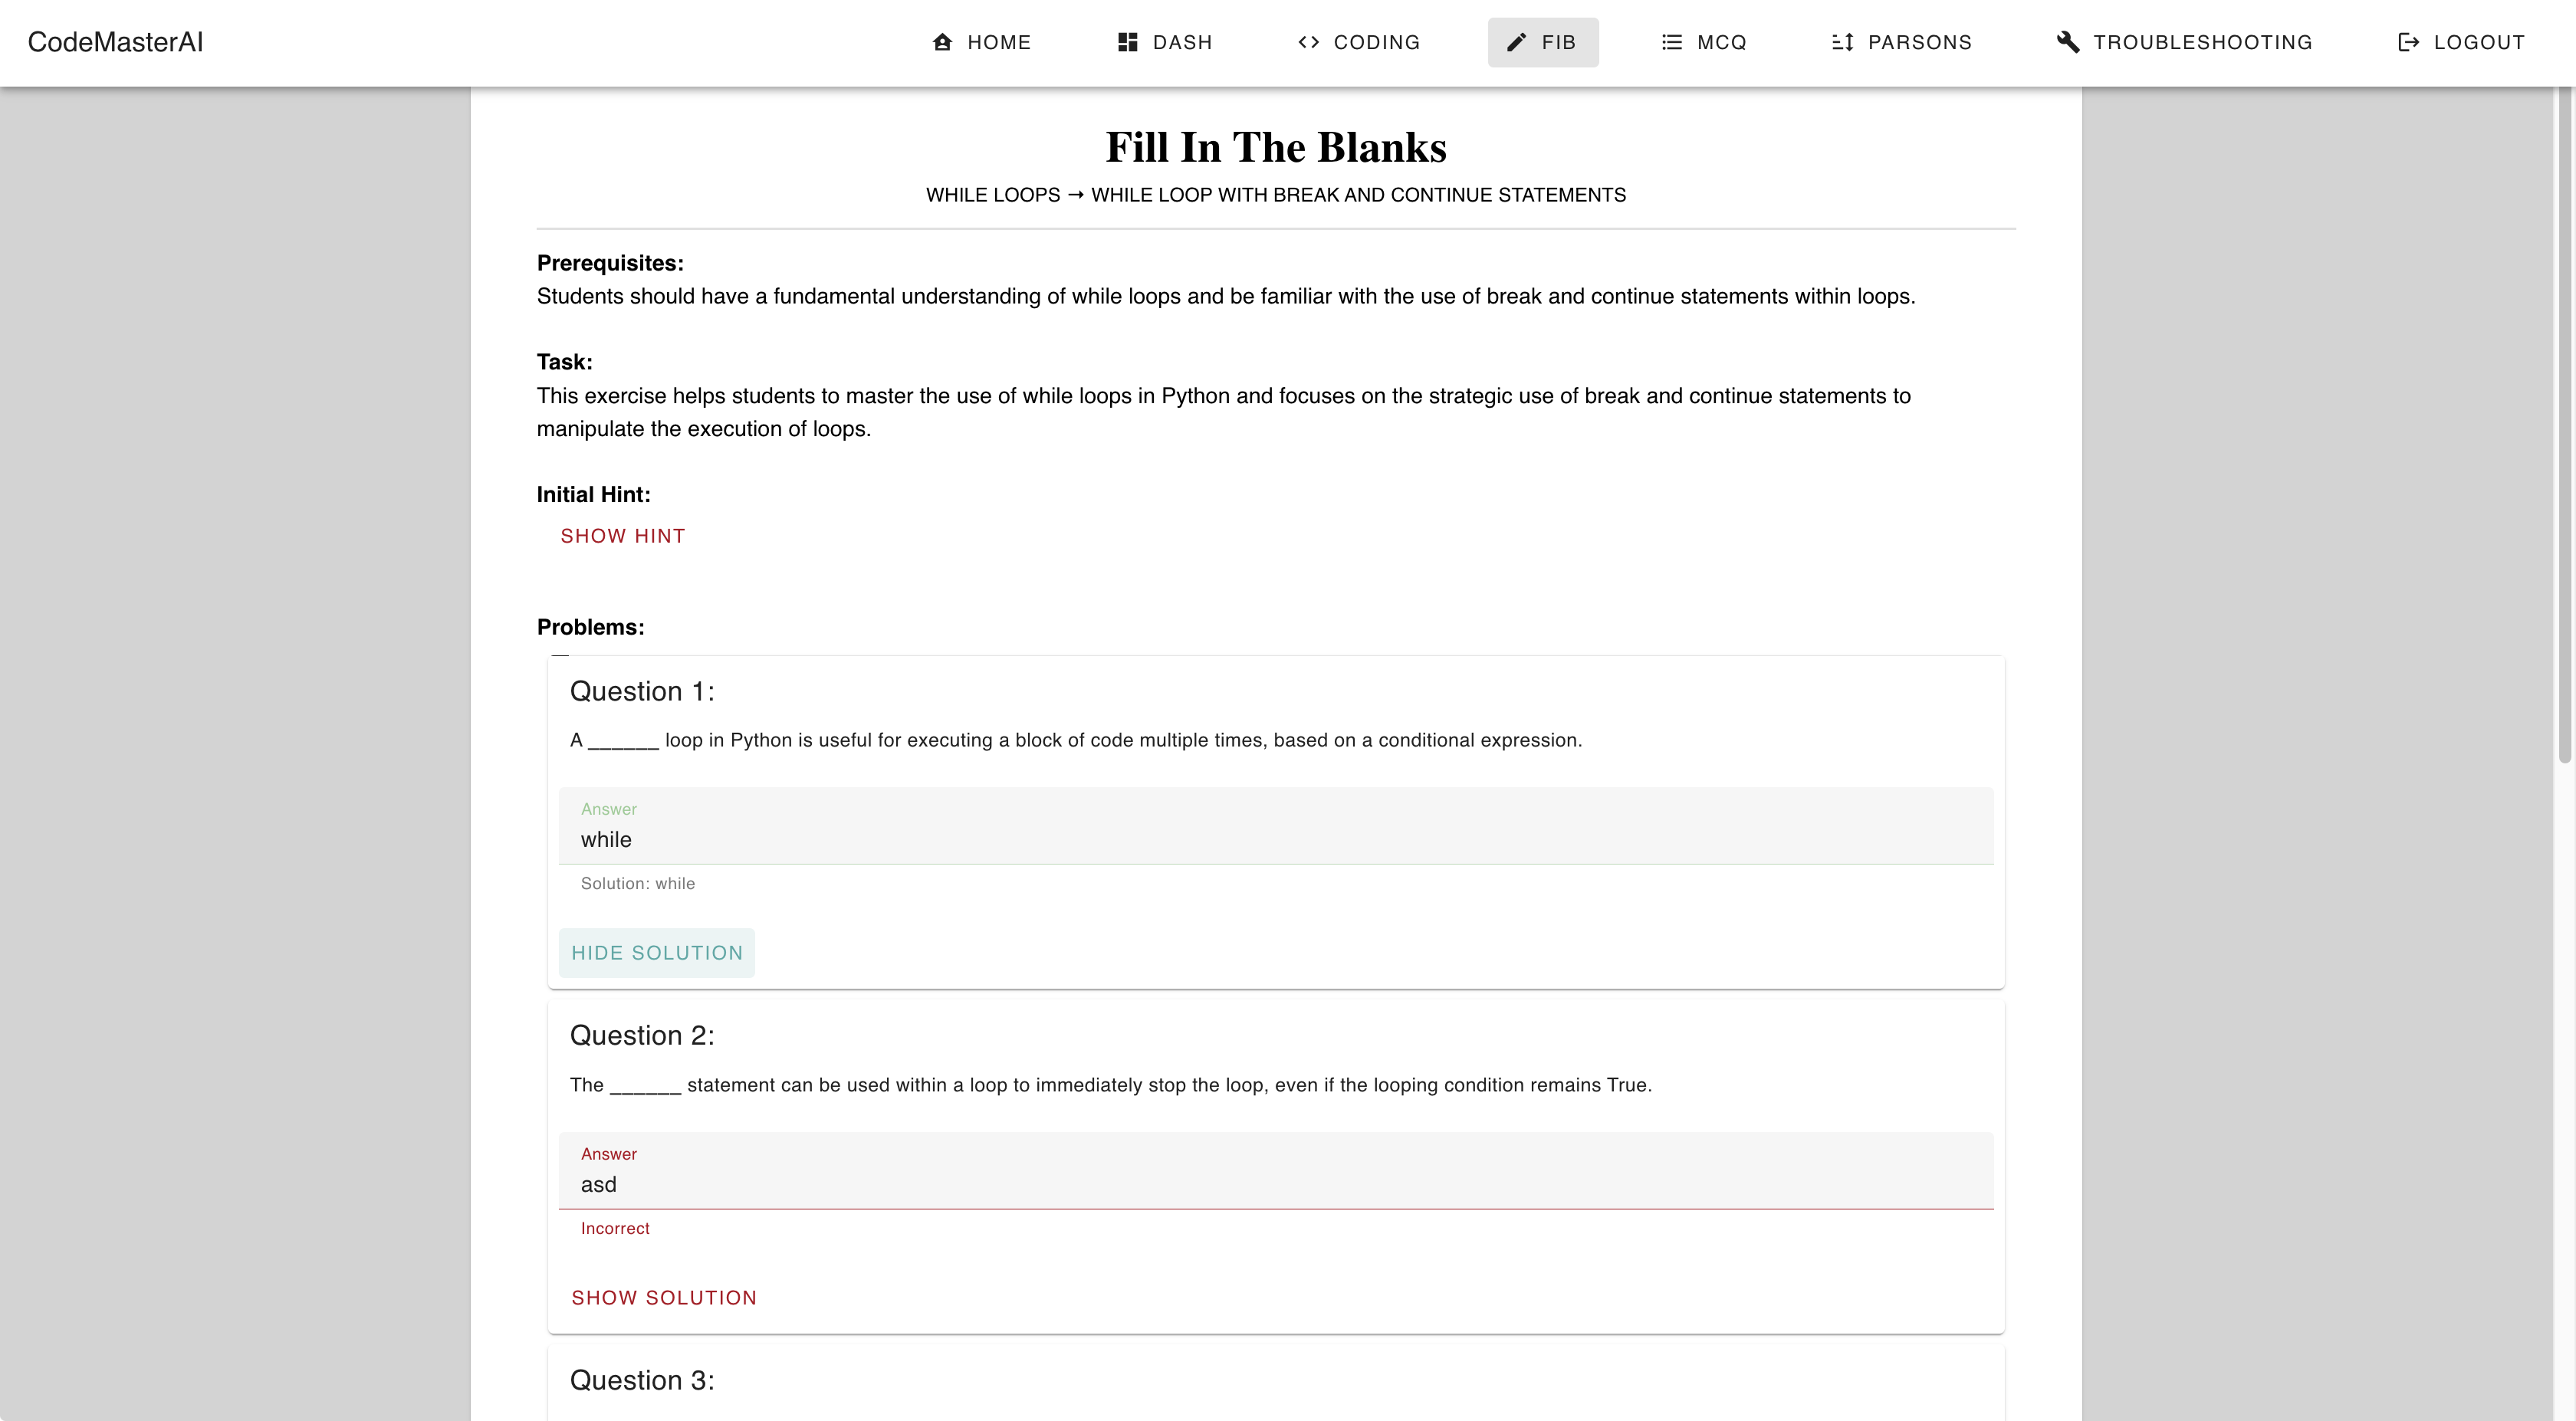 CodeMasterAI
HOME
DASH
CODING
FIB
MCQ
PARSONS
TROUBLESHOOTING
LOGOUT
Fill In The Blanks
WHILE LOOPS → WHILE LOOP WITH BREAK AND CONTINUE STATEMENTS
Prerequisites:
Students should have a fundamental understanding of while loops and be familiar with the use of break and continue statements within loops.
Task:
This exercise helps students to master the use of while loops in Python and focuses on the strategic use of break and continue statements to
manipulate the execution of loops.
Initial Hint:
SHOW HINT
Problems:
Question 1:
A ______ loop in Python is useful for executing a block of code multiple times, based on a conditional expression.
Answer
while
Solution: while
HIDE SOLUTION
Question 2:
The ______ statement can be used within a loop to immediately stop the loop, even if the looping condition remains True.
Answer
asd
Incorrect
SHOW SOLUTION
Question 3: